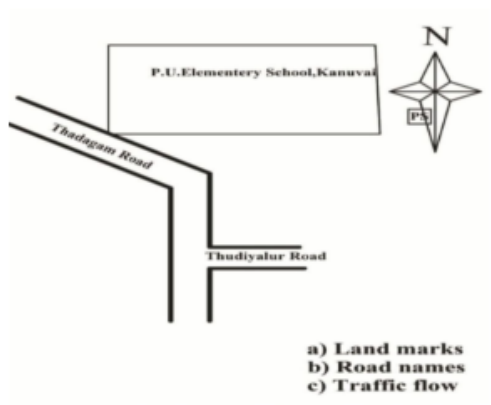 N
P.U.Elementery School,Kanuvai
PS
Thadagam Road
Thudiyalur Road
a) Land marks
b) Road names
c) Traffic flow